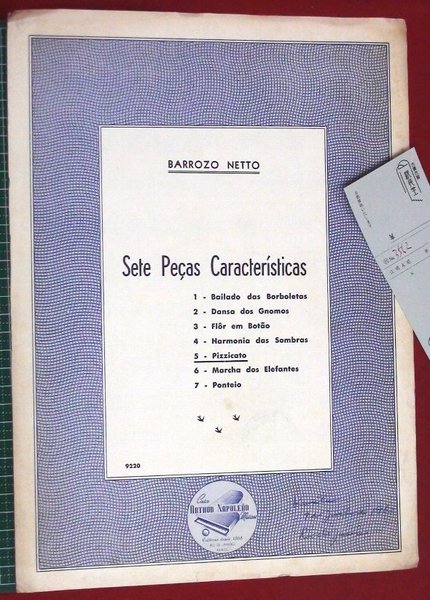 BARROZO NETTO
Sete Peças Características
1 - Bailado das Borboletas
2 - Dansa dos Gnomos
3 - Flôr em Botão
4 - Harmonia das Sombras
5 - Pizzicato
6 - Marcha dos Elefantes
7 - Ponteio
9220
Casa
ARTHUR NAPOLEÃO